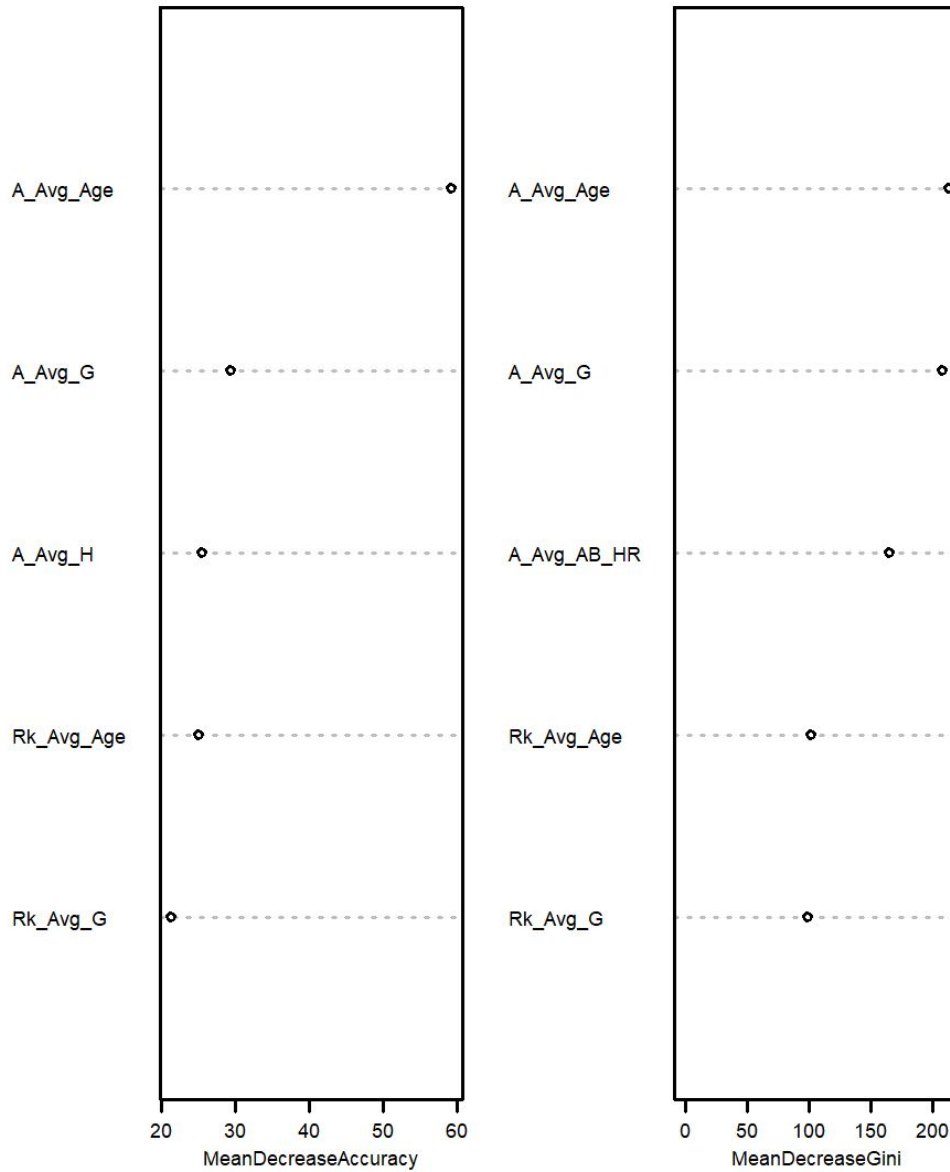 A_Avg_Age
A_Avg_G
A_Avg_H
Rk_Avg_Age
Rk_Avg_G
20 30 40 50 60
MeanDecreaseAccuracy
A_Avg_Age
A_Avg_G
A_Avg_AB_HR
Rk_Avg_Age
Rk_Avg_G
0 50 100 150 200
MeanDecreaseGini